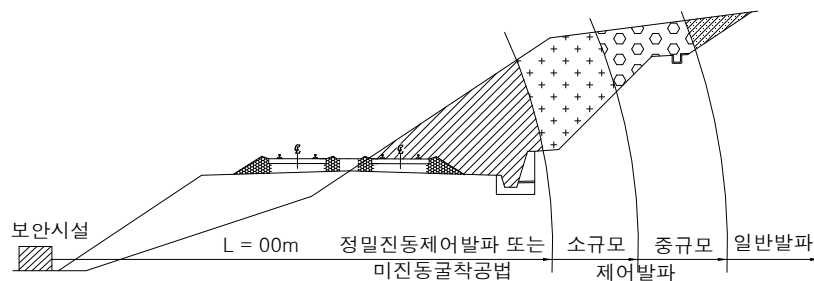 보안시설
L = 00m
정밀진동제어발파 또는
미진동굴착공법
소규모
중규모
제어발파
일반발파